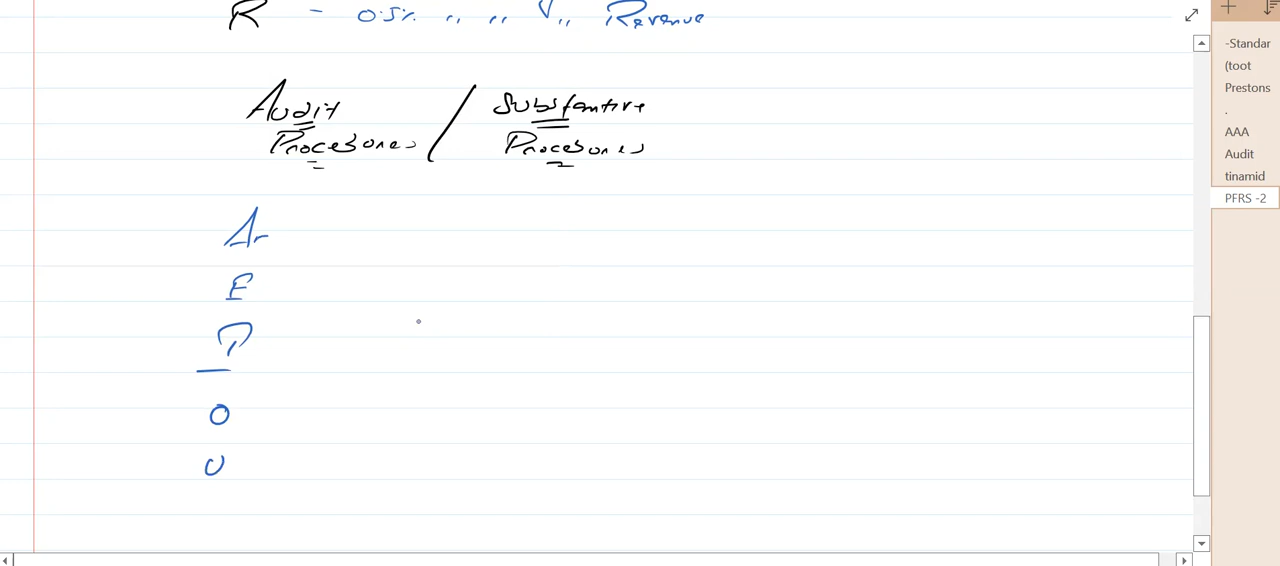 R - 0.5% ,, ,, ,, Revenue
Audit / Substantive
Procedures Procedures
A
E
P
O
U
-Standar
(toot
Prestons
.
AAA
Audit
tinamid
PFRS -2